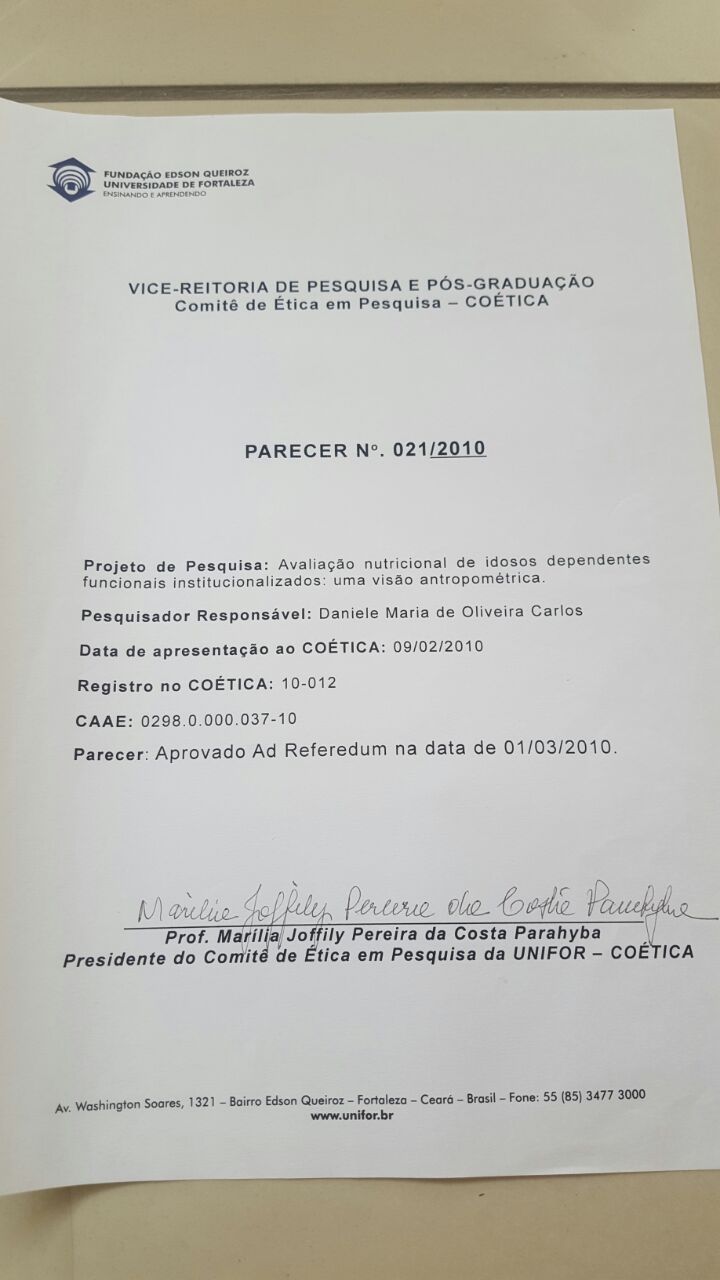 FUNDAÇÃO EDSON QUEIROZ
UNIVERSIDADE DE FORTALEZA
ENSINANDO E APRENDENDO
VICE-REITORIA DE PESQUISA E PÓS-GRADUAÇÃO
Comitê de Ética em Pesquisa – COÉTICA
PARECER Nº. 021/2010
Projeto de Pesquisa: Avaliação nutricional de idosos dependentes
funcionais institucionalizados: uma visão antropométrica.
Pesquisador Responsável: Daniele Maria de Oliveira Carlos
Data de apresentação ao COÉTICA: 09/02/2010
Registro no COÉTICA: 10-012
CAAE: 0298.0.000.037-10
Parecer: Aprovado Ad Referedum na data de 01/03/2010.
Marília Joffily Pereira da Costa Parahyba
Prof. Marília Joffily Pereira da Costa Parahyba
Presidente do Comitê de Ética em Pesquisa da UNIFOR – COÉTICA
Av. Washington Soares, 1321 – Bairro Edson Queiroz – Fortaleza – Ceará – Brasil – Fone: 55 (85) 3477 3000
www.unifor.br